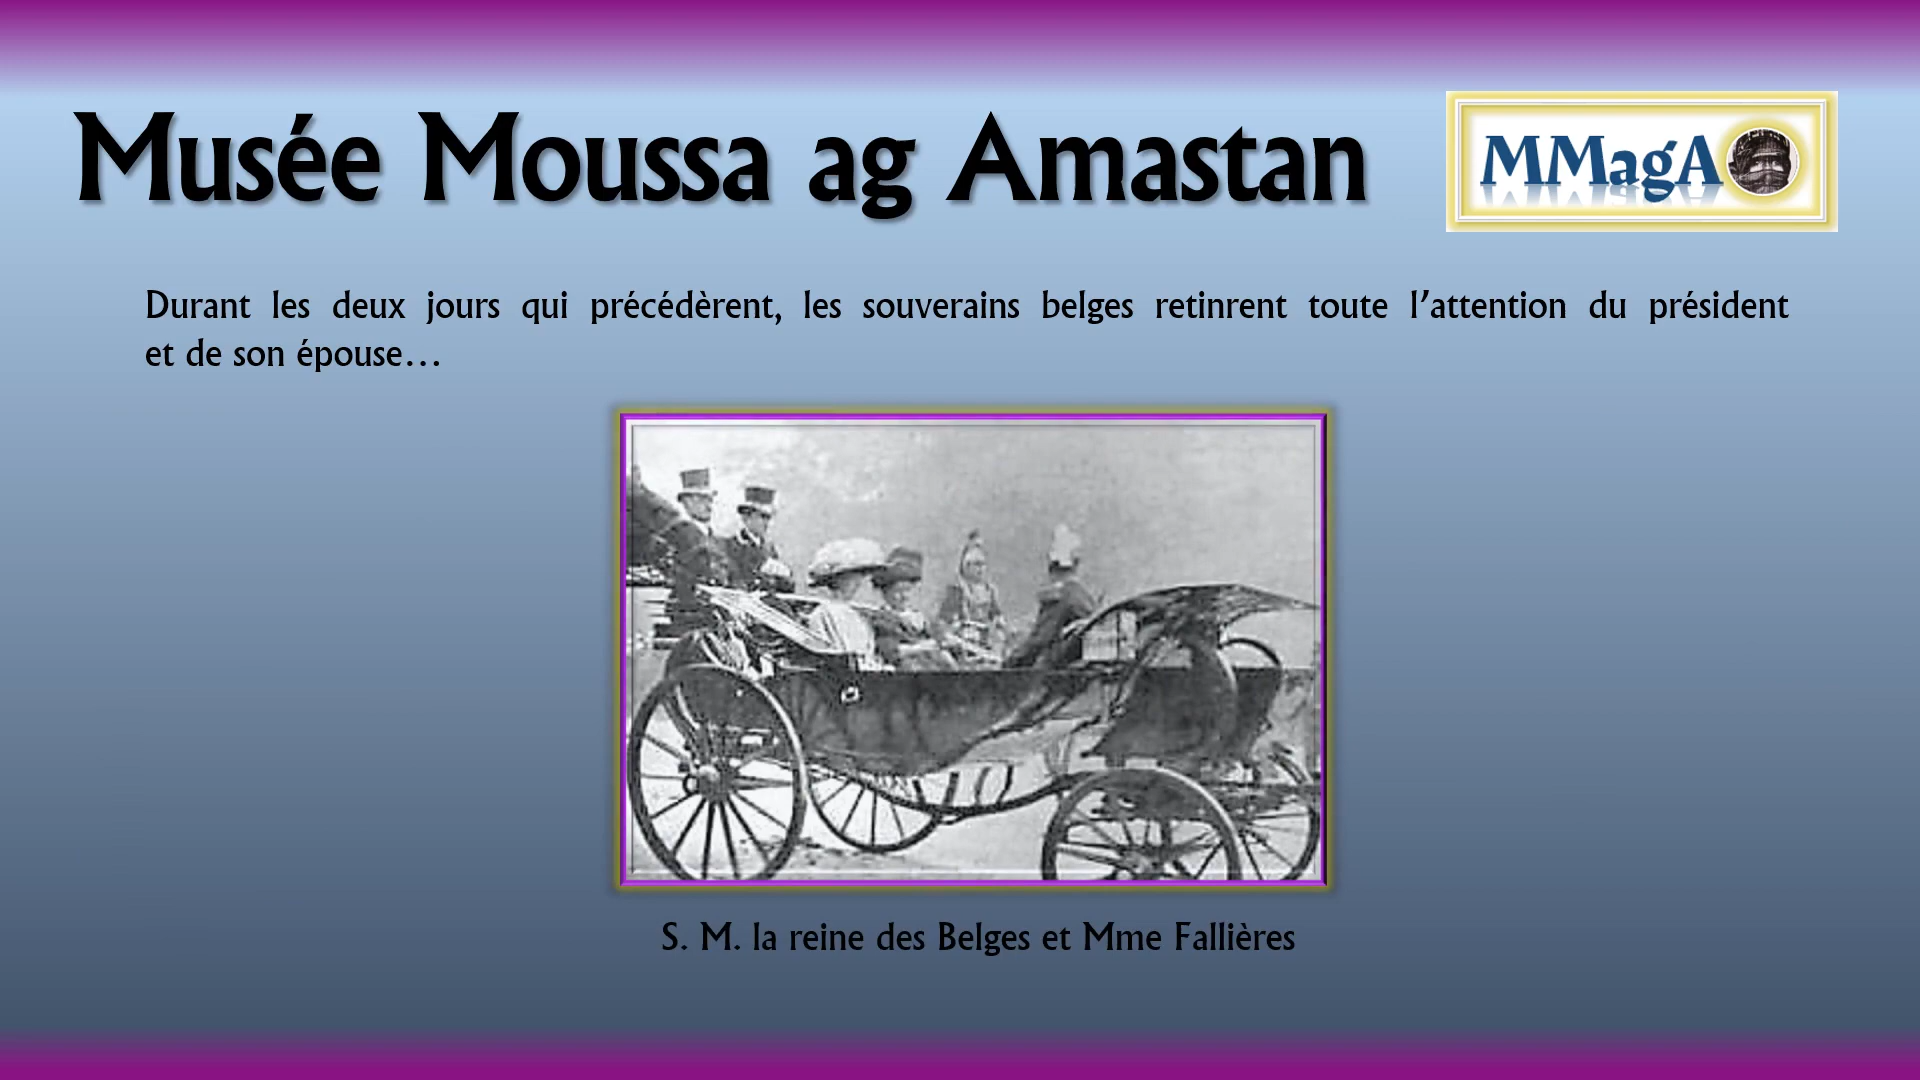 Musée Moussa ag Amastan
MMagA
Durant les deux jours qui précédèrent, les souverains belges retinrent toute l’attention du président
et de son épouse…
S. M. la reine des Belges et Mme Fallières